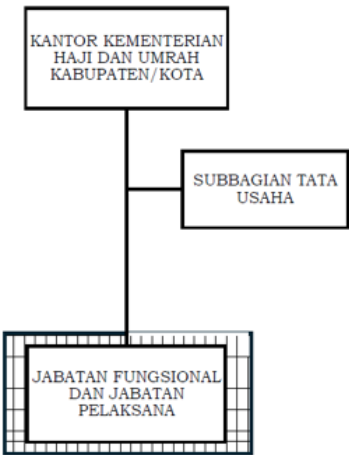 KANTOR KEMENTERIAN
HAJI DAN UMRAH
KABUPATEN/KOTA
SUBBAGIAN TATA
USAHA
JABATAN FUNGSIONAL
DAN JABATAN
PELAKSANA